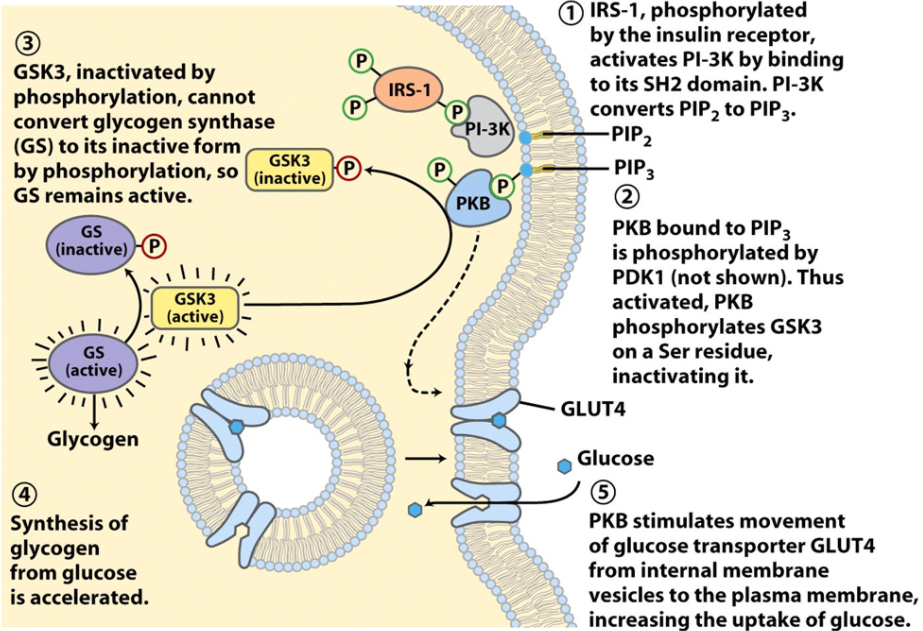 ①
IRS-1, phosphorylated
by the insulin receptor,
activates PI-3K by binding
to its SH2 domain. PI-3K
converts PIP₂ to PIP₃.
③
GSK3, inactivated by
phosphorylation, cannot
convert glycogen synthase
(GS) to its inactive form
by phosphorylation, so
GS remains active.
P
P
IRS-1
P
PI-3K
PIP₂
PIP₃
GSK3
(inactive)
P
P
P
PKB
②
PKB bound to PIP₃
is phosphorylated by
PDK1 (not shown). Thus
activated, PKB
phosphorylates GSK3
on a Ser residue,
inactivating it.
GS
(inactive)
P
GSK3
(active)
GS
(active)
Glycogen
GLUT4
Glucose
④
Synthesis of
glycogen
from glucose
is accelerated.
⑤
PKB stimulates movement
of glucose transporter GLUT4
from internal membrane
vesicles to the plasma membrane,
increasing the uptake of glucose.